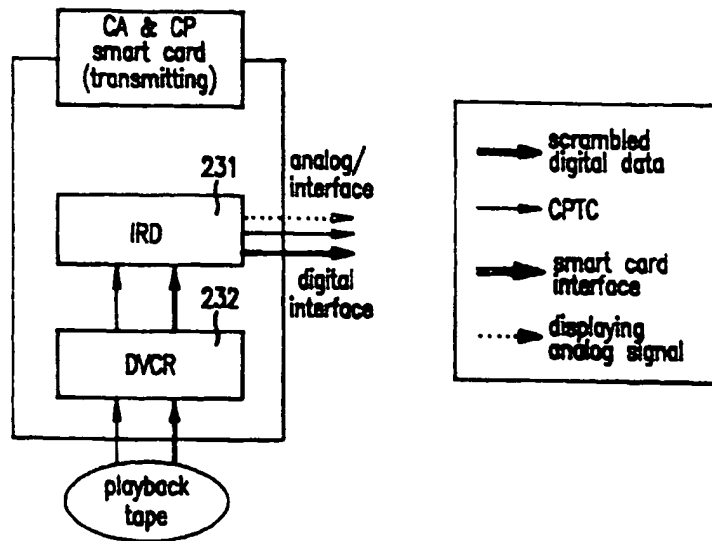 CA & CP
smart card
(transmitting)
231
analog/
interface
IRD
digital
interface
232
DVCR
playback
tape
scrambled
digital data
CPTC
smart card
interface
displaying
analog signal